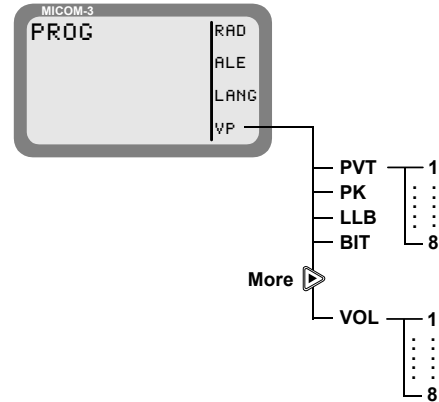 MICOM-3
PROG
RAD
ALE
LANG
VP
PVT 1
PK
LLB
BIT 8
More
VOL 1
8